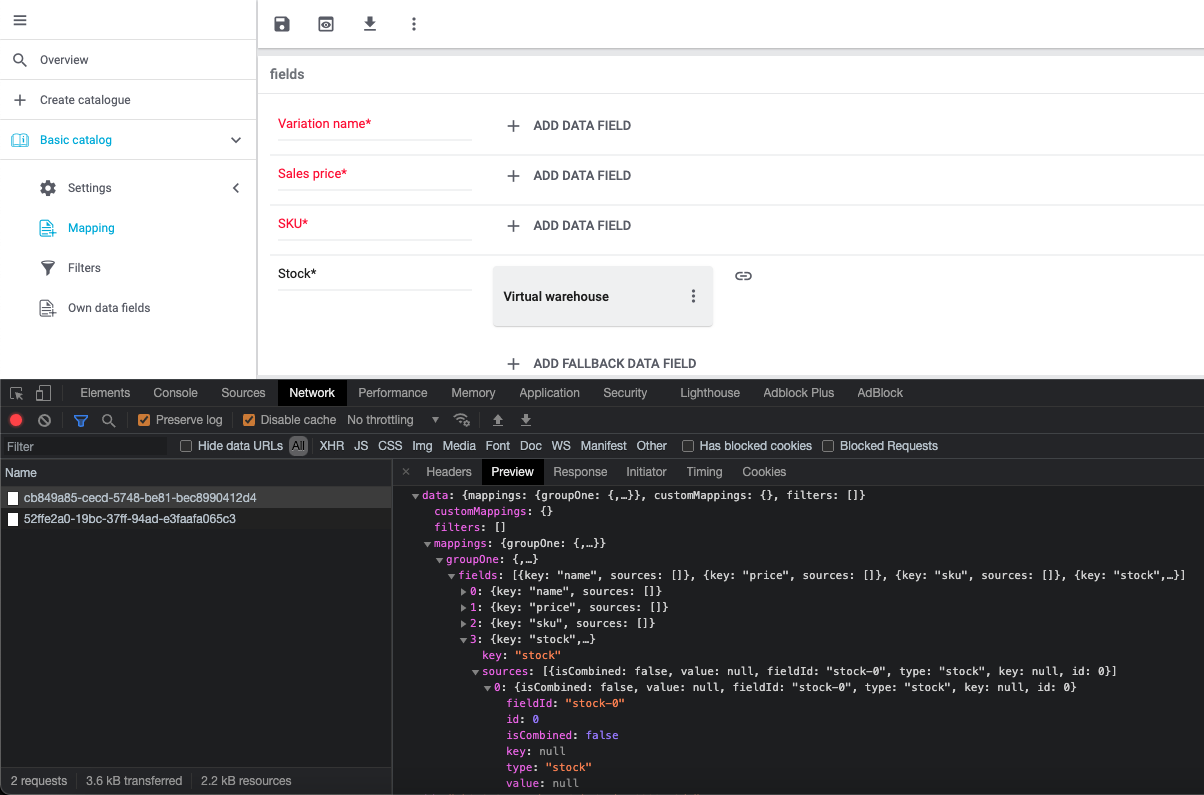 Overview
Create catalogue
Basic catalog
Settings
Mapping
Filters
Own data fields
fields
Variation name*
ADD DATA FIELD
Sales price*
ADD DATA FIELD
SKU*
ADD DATA FIELD
Stock*
Virtual warehouse
ADD FALLBACK DATA FIELD
Elements Console Sources Network Performance Memory Application Security Lighthouse Adblock Plus AdBlock
Preserve log Disable cache No throttling
Filter Hide data URLs All XHR JS CSS Img Media Font Doc WS Manifest Other Has blocked cookies Blocked Requests
Name
cb849a85-cecd-5748-be81-bec8990412d4
52ffe2a0-19bc-37ff-94ad-e3faafa065c3
2 requests 3.6 kB transferred 2.2 kB resources
× Headers Preview Response Initiator Timing Cookies
data: {mappings: {groupOne: {,…}}, customMappings: {}, filters: []}
customMappings: {}
filters: []
mappings: {groupOne: {,…}}
groupOne: {,…}
fields: [{key: "name", sources: []}, {key: "price", sources: []}, {key: "sku", sources: []}, {key: "stock",…}]
0: {key: "name", sources: []}
1: {key: "price", sources: []}
2: {key: "sku", sources: []}
3: {key: "stock",…}
key: "stock"
sources: [{isCombined: false, value: null, fieldId: "stock-0", type: "stock", key: null, id: 0}]
0: {isCombined: false, value: null, fieldId: "stock-0", type: "stock", key: null, id: 0}
fieldId: "stock-0"
id: 0
isCombined: false
key: null
type: "stock"
value: null